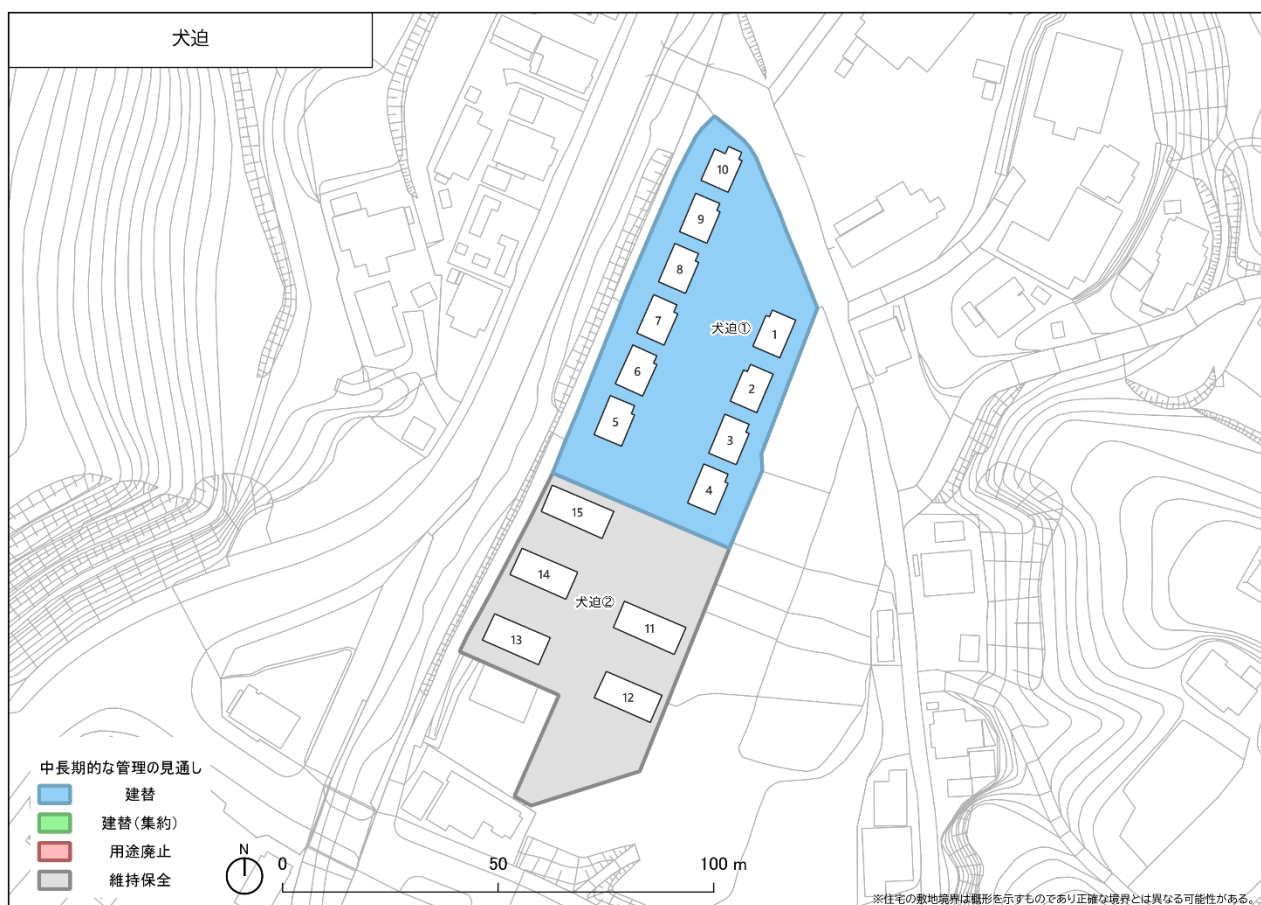 犬迫
10
9
8
7
犬迫①
1
6
2
5
3
4
15
14
犬迫②
11
13
12
中長期的な管理の見通し
建替
建替(集約)
用途廃止
維持保全
N
0
50
100 m
※住宅の敷地境界は概形を示すものであり正確な境界とは異なる可能性がある。